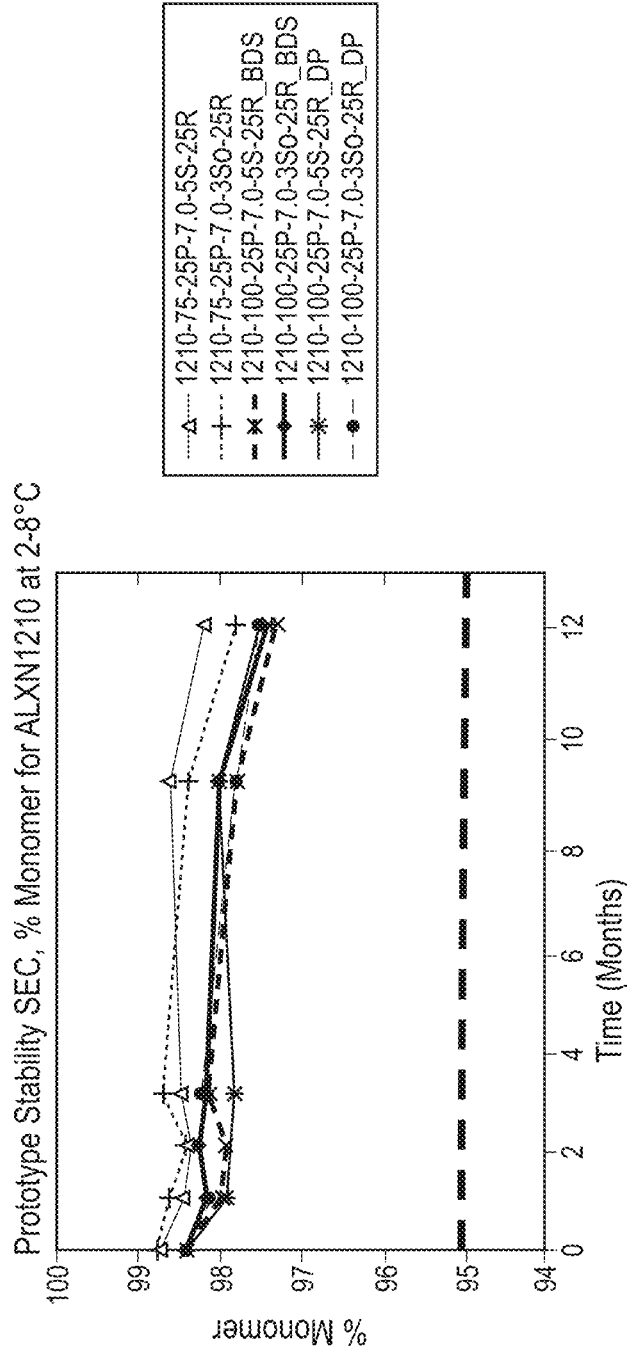 Prototype Stability SEC, % Monomer for ALXN1210 at 2-8°C
% Monomer
100
99
98
97
96
95
94
0
2
4
6
8
10
12
Time (Months)
1210-75-25P-7.0-5S-25R
1210-75-25P-7.0-3So-25R
1210-100-25P-7.0-5S-25R_BDS
1210-100-25P-7.0-3So-25R_BDS
1210-100-25P-7.0-5S-25R_DP
1210-100-25P-7.0-3So-25R_DP